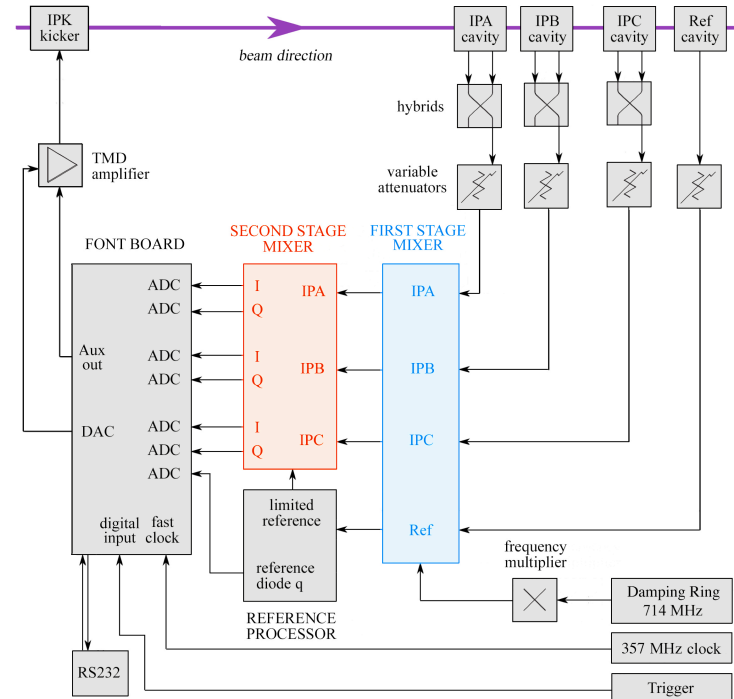 IPK
kicker
beam direction
IPA
cavity
IPB
cavity
IPC
cavity
Ref
cavity
hybrids
TMD
amplifier
variable
attenuators
FONT BOARD
SECOND STAGE
MIXER
FIRST STAGE
MIXER
ADC
I
IPA
IPA
ADC
Q
Aux
out
ADC
I
IPB
IPB
ADC
Q
DAC
ADC
I
IPC
IPC
ADC
Q
ADC
limited
reference
Ref
digital
input
fast
clock
reference
diode q
REFERENCE
PROCESSOR
frequency
multiplier
Damping Ring
714 MHz
357 MHz clock
RS232
Trigger